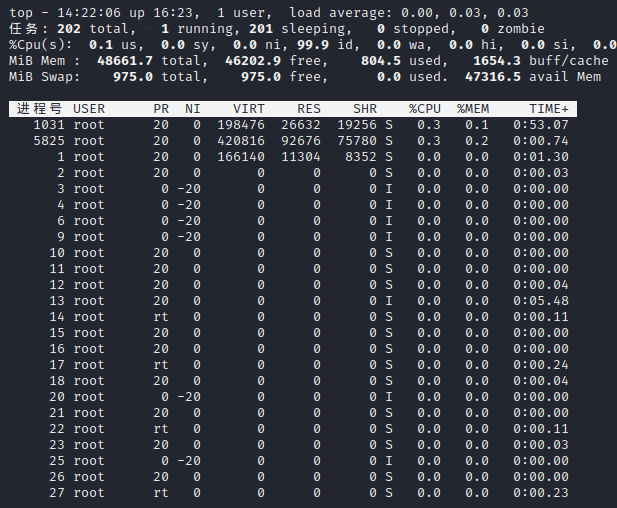 top - 14:22:06 up 16:23,  1 user,  load average: 0.00, 0.03, 0.03
任务: 202 total,   1 running, 201 sleeping,   0 stopped,   0 zombie
%Cpu(s):  0.1 us,  0.0 sy,  0.0 ni, 99.9 id,  0.0 wa,  0.0 hi,  0.0 si,  0.0
MiB Mem :  48661.7 total,  46202.9 free,    804.5 used,   1654.3 buff/cache
MiB Swap:    975.0 total,    975.0 free,      0.0 used.  47316.5 avail Mem
进程号 USER      PR  NI    VIRT    RES    SHR    %CPU  %MEM     TIME+
1031 root      20   0  198476  26632  19256 S   0.3   0.1   0:53.07
5825 root      20   0  420816  92676  75780 S   0.3   0.2   0:00.74
1 root      20   0  166140  11304   8352 S   0.0   0.0   0:01.30
2 root      20   0       0      0      0 S   0.0   0.0   0:00.03
3 root       0 -20       0      0      0 I   0.0   0.0   0:00.00
4 root       0 -20       0      0      0 I   0.0   0.0   0:00.00
6 root       0 -20       0      0      0 I   0.0   0.0   0:00.00
9 root       0 -20       0      0      0 I   0.0   0.0   0:00.00
10 root      20   0       0      0      0 S   0.0   0.0   0:00.00
11 root      20   0       0      0      0 S   0.0   0.0   0:00.00
12 root      20   0       0      0      0 S   0.0   0.0   0:00.04
13 root      20   0       0      0      0 I   0.0   0.0   0:05.48
14 root      rt   0       0      0      0 S   0.0   0.0   0:00.11
15 root      20   0       0      0      0 S   0.0   0.0   0:00.00
16 root      20   0       0      0      0 S   0.0   0.0   0:00.00
17 root      rt   0       0      0      0 S   0.0   0.0   0:00.24
18 root      20   0       0      0      0 S   0.0   0.0   0:00.04
20 root       0 -20       0      0      0 I   0.0   0.0   0:00.00
21 root      20   0       0      0      0 S   0.0   0.0   0:00.00
22 root      rt   0       0      0      0 S   0.0   0.0   0:00.11
23 root      20   0       0      0      0 S   0.0   0.0   0:00.03
25 root       0 -20       0      0      0 I   0.0   0.0   0:00.00
26 root      20   0       0      0      0 S   0.0   0.0   0:00.00
27 root      rt   0       0      0      0 S   0.0   0.0   0:00.23